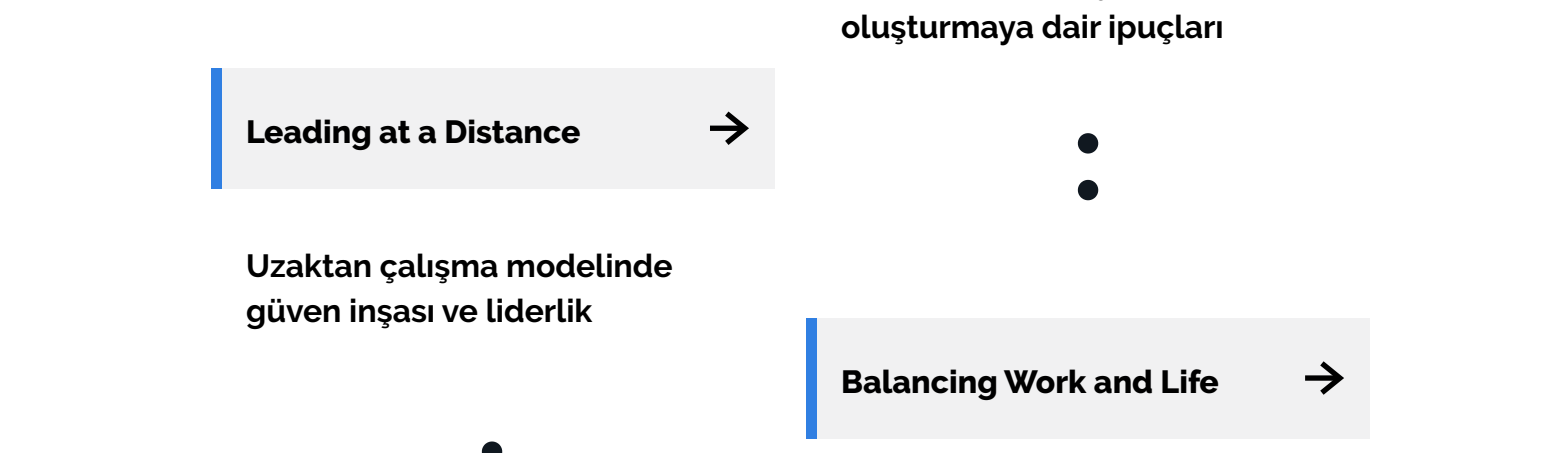 oluşturmaya dair ipuçları
Leading at a Distance
Uzaktan çalışma modelinde
güven inşası ve liderlik
Balancing Work and Life